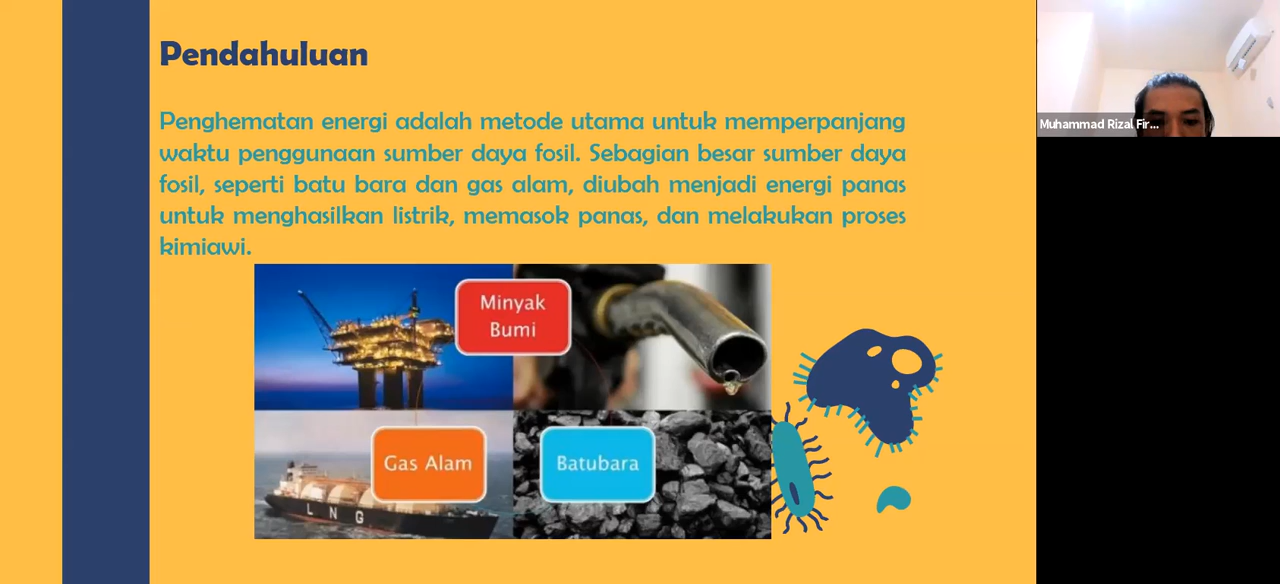 Pendahuluan
Penghematan energi adalah metode utama untuk memperpanjang
waktu penggunaan sumber daya fosil. Sebagian besar sumber daya
fosil, seperti batu bara dan gas alam, diubah menjadi energi panas
untuk menghasilkan listrik, memasok panas, dan melakukan proses
kimiawi.
Minyak
Bumi
Gas Alam
Batubara
LNG
Muhammad Rizal Fir...